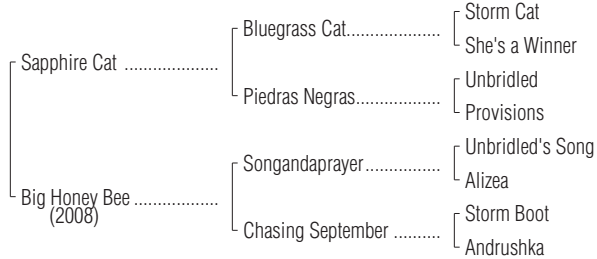 Storm Cat
Bluegrass Cat..................
She's a Winner
Sapphire Cat ....................
Unbridled
Piedras Negras..................
Provisions
Unbridled's Song
Songandaprayer................
Alizea
Big Honey Bee ..................
(2008)
Storm Boot
Chasing September ..........
Andrushka